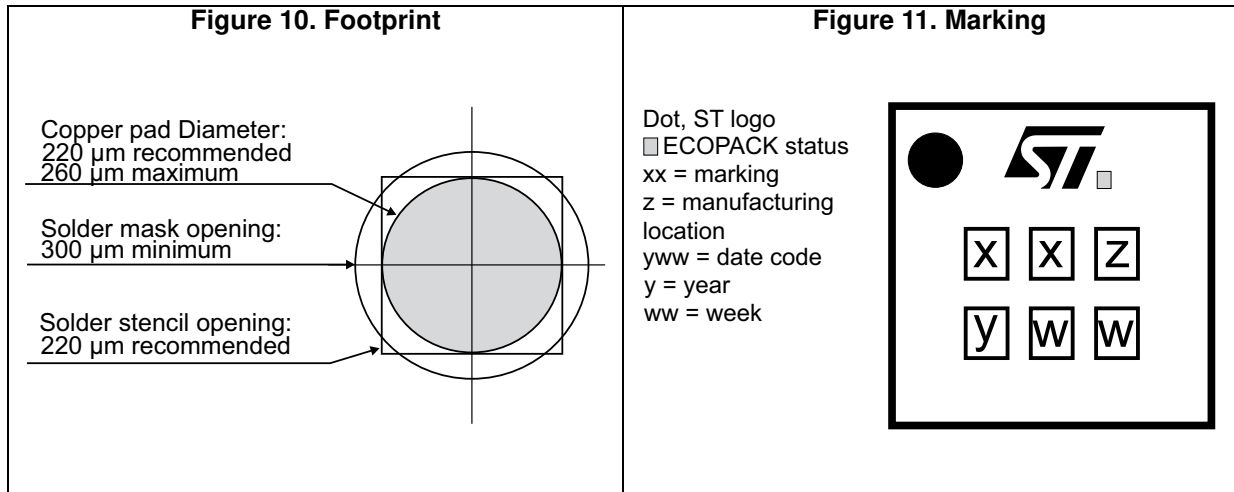 Figure 10. Footprint
Copper pad Diameter:
220 µm recommended
260 µm maximum
Solder mask opening:
300 µm minimum
Solder stencil opening:
220 µm recommended
Figure 11. Marking
Dot, ST logo
ECOPACK status
xx = marking
z = manufacturing
location
yww = date code
y = year
ww = week
ST
x x z
y w w